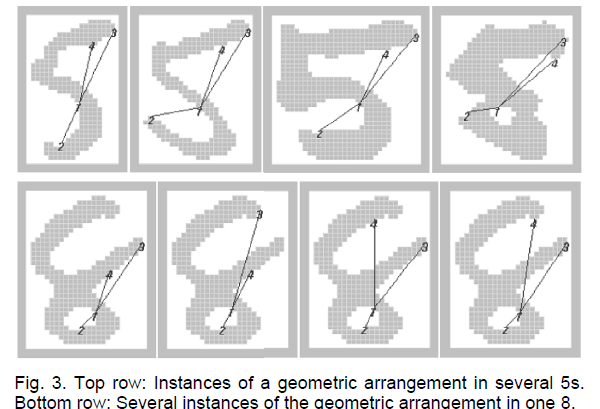 4 3 4 3 4 3 3 4
1 1 1 1
2 2 2 2
3 4 3 4 3 4 3
4
1 1 1 1
2 2 2 2
Fig. 3. Top row: Instances of a geometric arrangement in several 5s.
Bottom row: Several instances of the geometric arrangement in one 8.